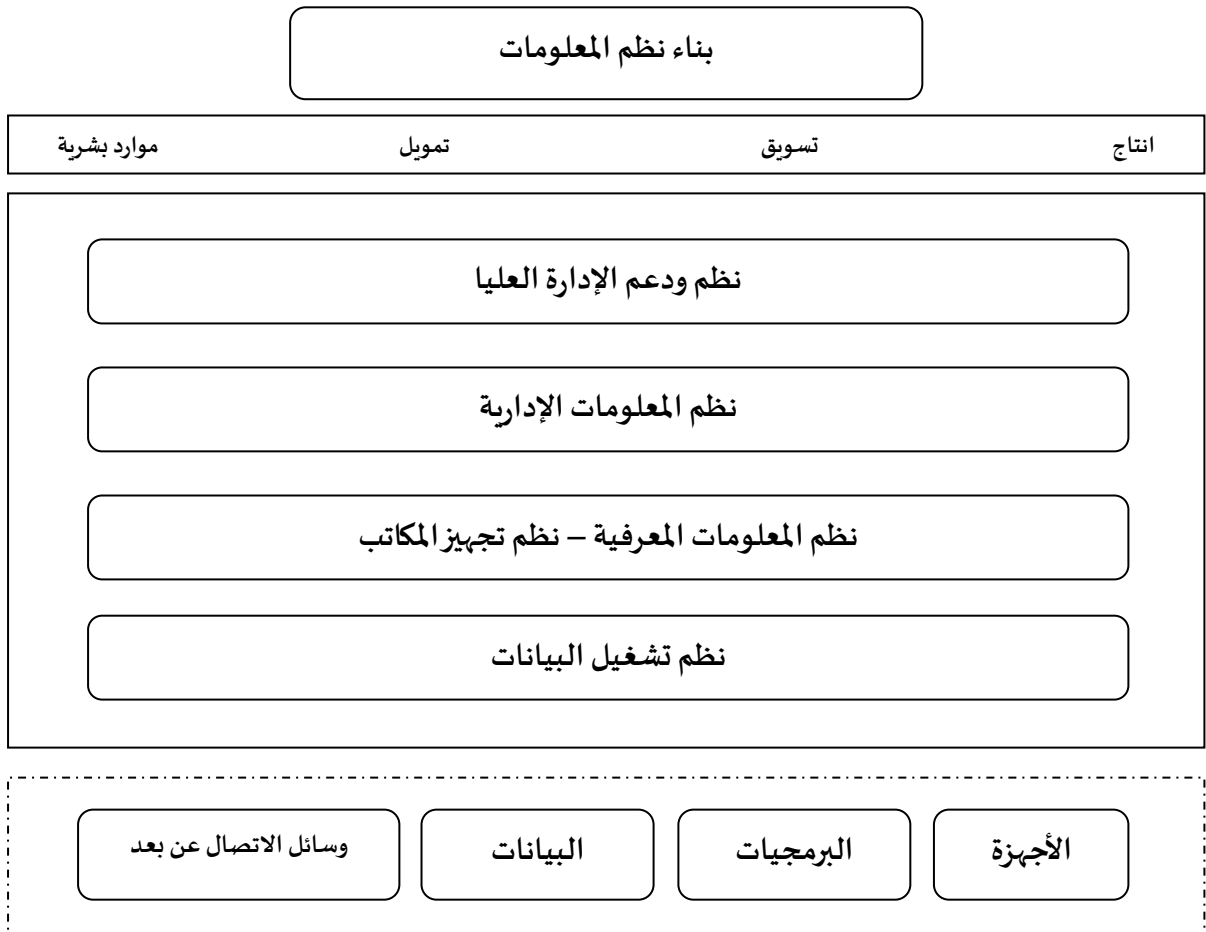 بناء نظم المعلومات
انتاج تسويق تمويل موارد بشرية
نظم ودعم الإدارة العليا
نظم المعلومات الإدارية
نظم المعلومات المعرفية – نظم تجهيز المكاتب
نظم تشغيل البيانات
الأجهزة البرمجيات البيانات وسائل الاتصال عن بعد